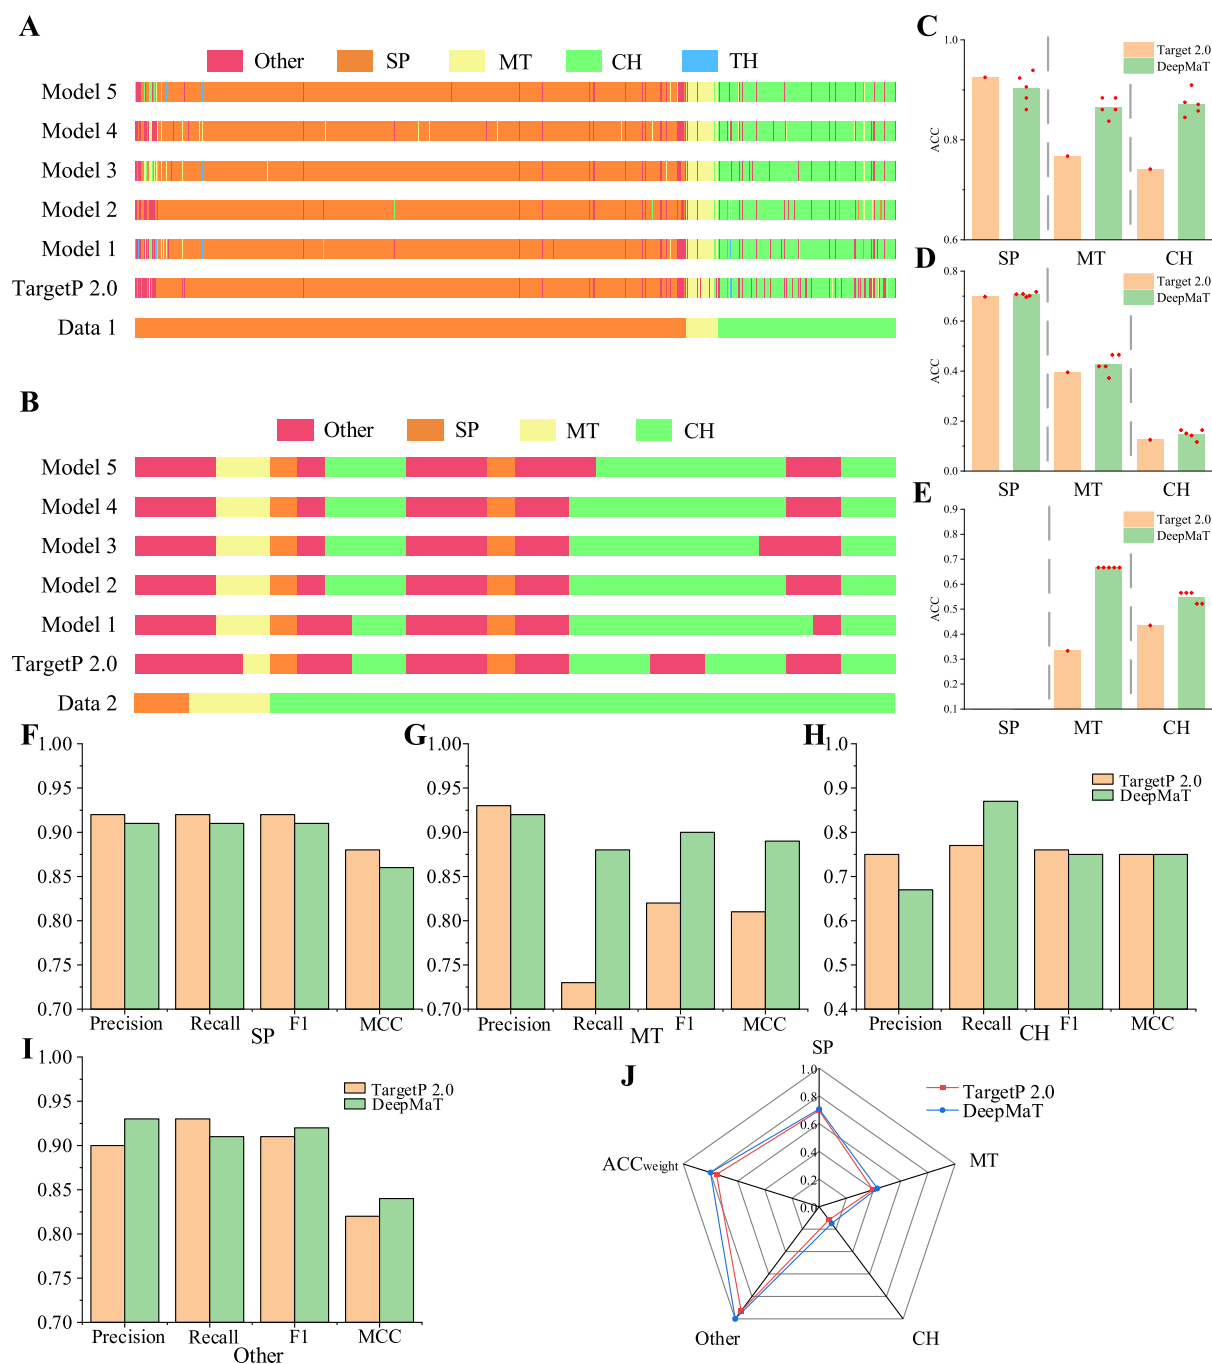 A
Other SP MT CH TH
Model 5
Model 4
Model 3
Model 2
Model 1
TargetP 2.0
Data 1
B
Other SP MT CH
Model 5
Model 4
Model 3
Model 2
Model 1
TargetP 2.0
Data 2
C
1.0
0.8
0.6
ACC
Target 2.0
DeepMaT
SP MT CH
D
0.8
0.6
0.4
0.2
0.0
ACC
Target 2.0
DeepMaT
SP MT CH
E
0.9
0.8
0.7
0.6
0.5
0.4
0.3
0.2
0.1
ACC
Target 2.0
DeepMaT
SP MT CH
F
1.00
0.95
0.90
0.85
0.80
0.75
0.70
Precision Recall F1 MCC
SP
G
1.00
0.95
0.90
0.85
0.80
0.75
0.70
Precision Recall F1 MCC
MT
H
1.0
0.9
0.8
0.7
0.6
0.5
0.4
TargetP 2.0
DeepMaT
Precision Recall F1 MCC
CH
I
1.00
0.95
0.90
0.85
0.80
0.75
0.70
TargetP 2.0
DeepMaT
Precision Recall F1 MCC
Other
J
SP
1.0
0.8
0.6
0.4
0.2
0.0
TargetP 2.0
DeepMaT
ACCweight
MT
Other
CH